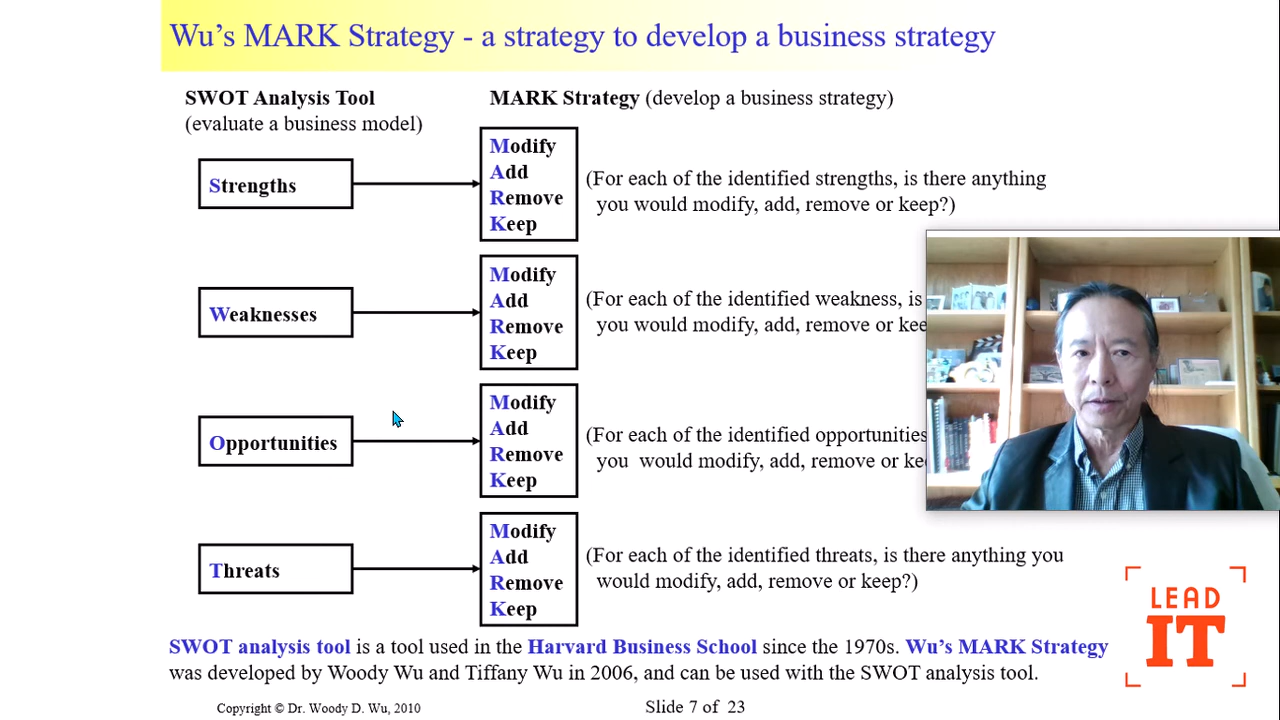 Wu's MARK Strategy - a strategy to develop a business strategy
SWOT Analysis Tool
(evaluate a business model)
MARK Strategy (develop a business strategy)
Strengths
Modify
Add
Remove
Keep
(For each of the identified strengths, is there anything
you would modify, add, remove or keep?)
Weaknesses
Modify
Add
Remove
Keep
(For each of the identified weakness, is
you would modify, add, remove or
Opportunities
Modify
Add
Remove
Keep
(For each of the identified opportunities
you would modify, add, remove or
Threats
Modify
Add
Remove
Keep
(For each of the identified threats, is there anything you
would modify, add, remove or keep?)
SWOT analysis tool is a tool used in the Harvard Business School since the 1970s. Wu's MARK Strategy
was developed by Woody Wu and Tiffany Wu in 2006, and can be used with the SWOT analysis tool.
Copyright © Dr. Woody D. Wu, 2010
Slide 7 of 23
LEAD
IT